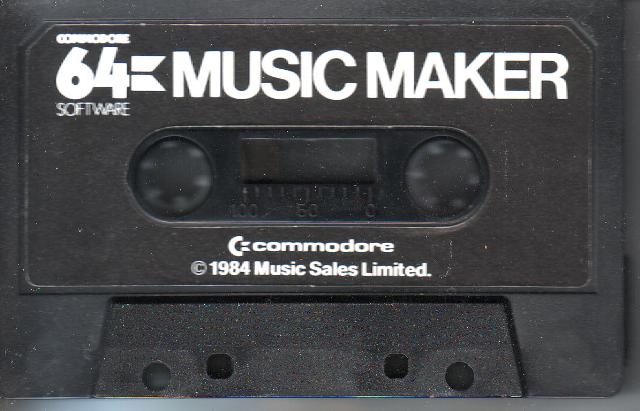 COMMODORE
64 MUSIC MAKER
SOFTWARE
100 50 0
commodore
© 1984 Music Sales Limited.